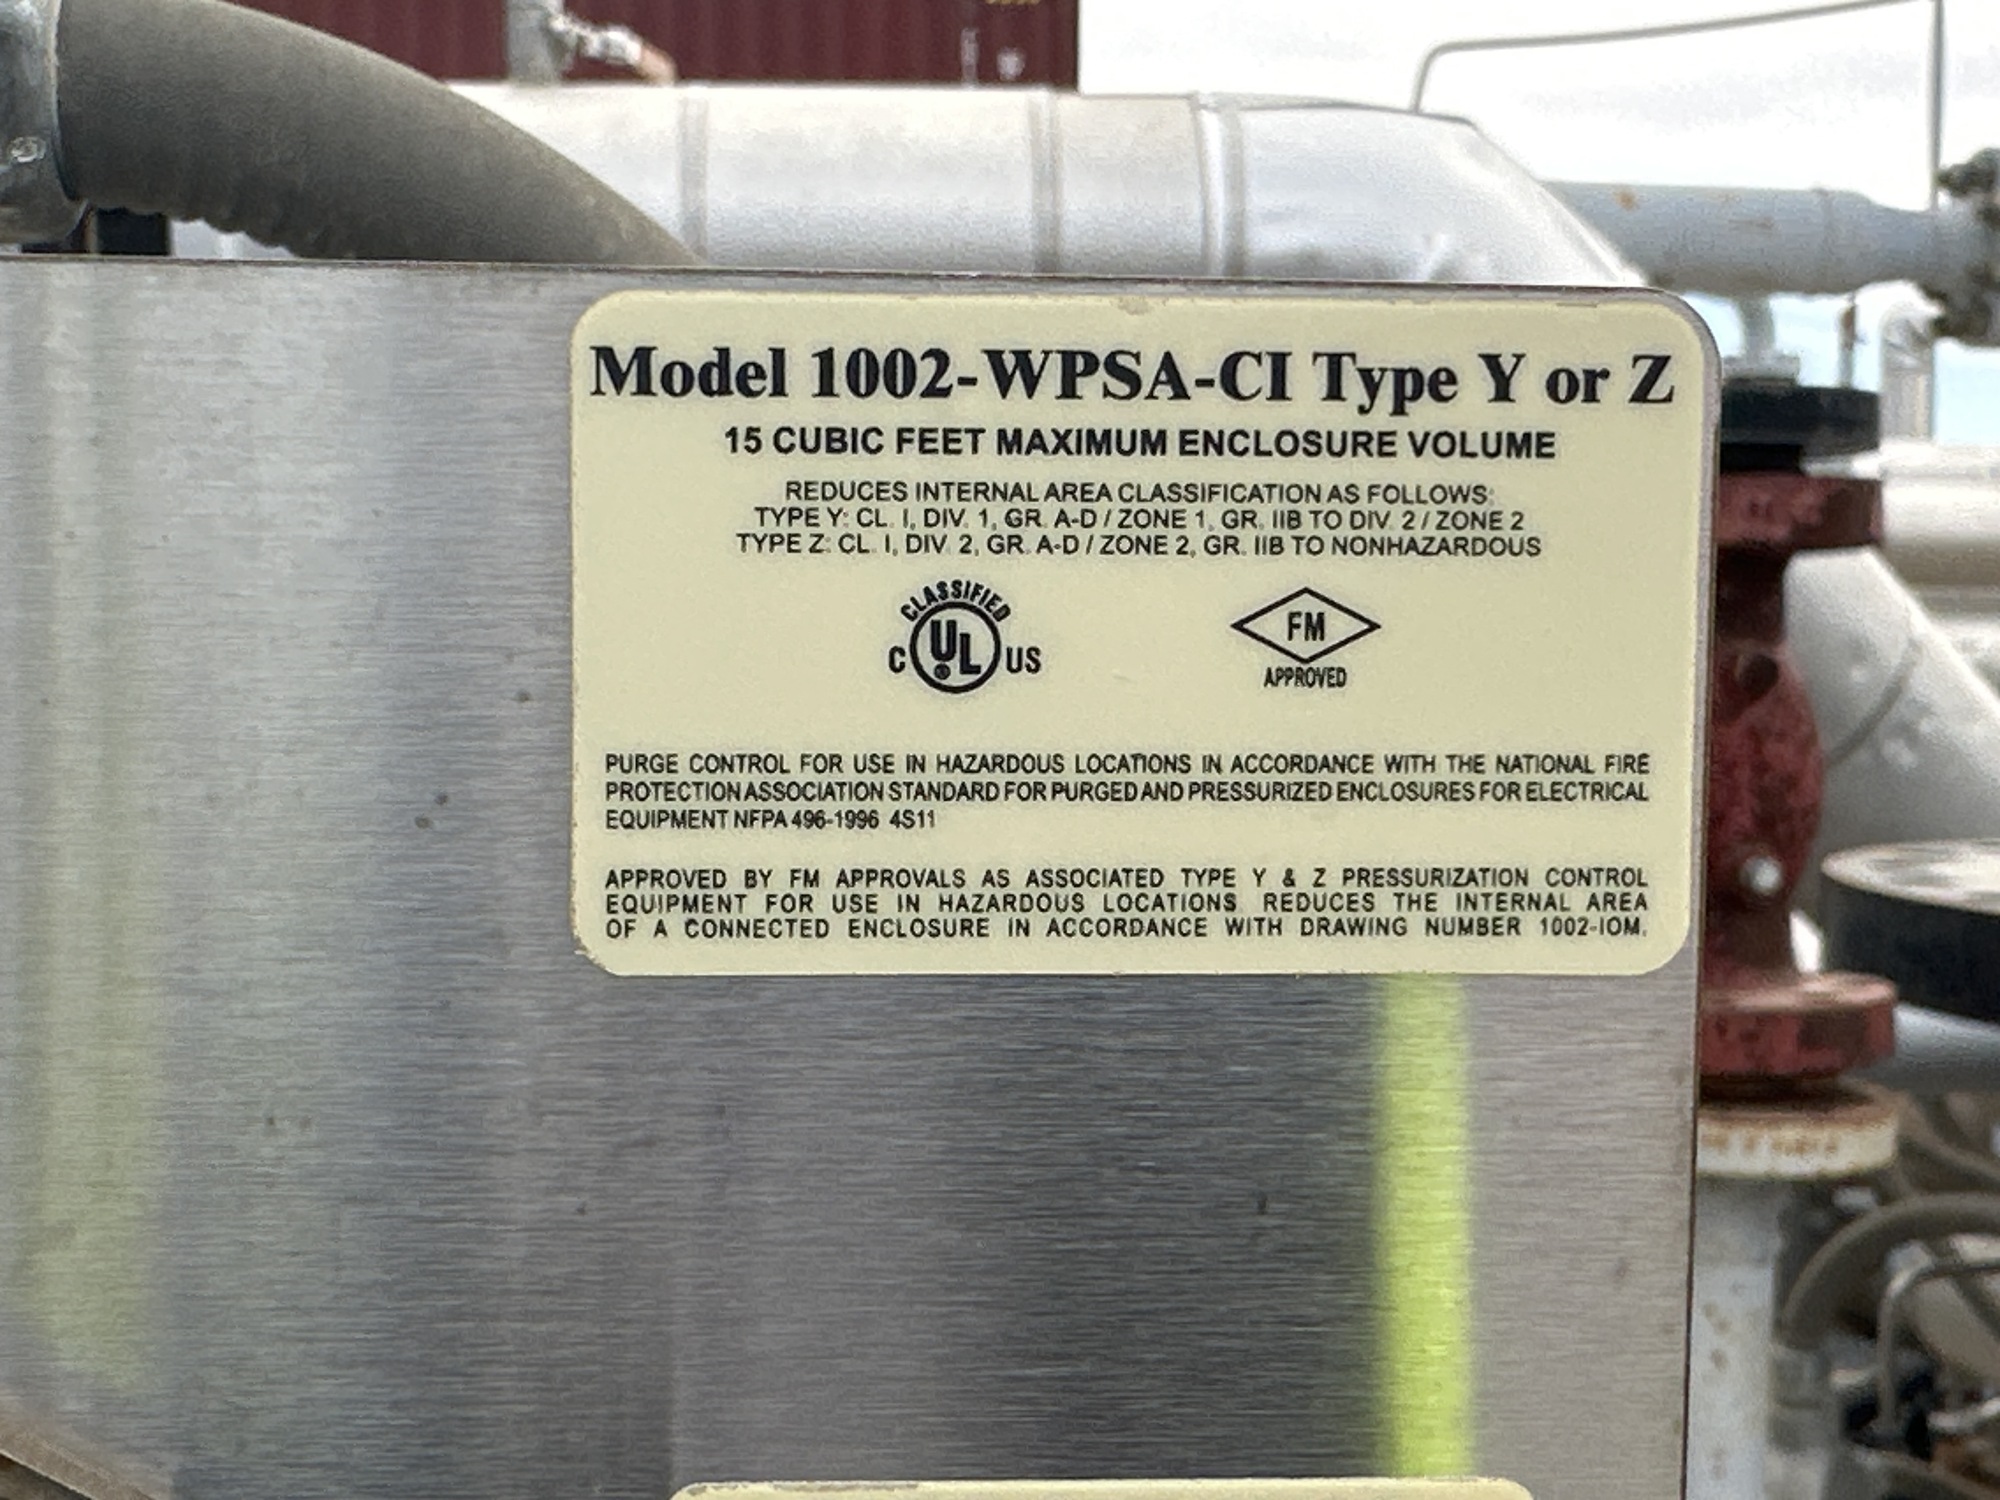 Model 1002-WPSA-CI Type Y or Z
15 CUBIC FEET MAXIMUM ENCLOSURE VOLUME
REDUCES INTERNAL AREA CLASSIFICATION AS FOLLOWS:
TYPE Y: CL. I, DIV. 1, GR. A-D / ZONE 1, GR. IIB TO DIV. 2 / ZONE 2
TYPE Z: CL. I, DIV. 2, GR. A-D / ZONE 2, GR. IIB TO NONHAZARDOUS
CLASSIFIED
C UL® US
FM
APPROVED
PURGE CONTROL FOR USE IN HAZARDOUS LOCATIONS IN ACCORDANCE WITH THE NATIONAL FIRE
PROTECTION ASSOCIATION STANDARD FOR PURGED AND PRESSURIZED ENCLOSURES FOR ELECTRICAL
EQUIPMENT NFPA 496-1996 4S11
APPROVED BY FM APPROVALS AS ASSOCIATED TYPE Y & Z PRESSURIZATION CONTROL
EQUIPMENT FOR USE IN HAZARDOUS LOCATIONS. REDUCES THE INTERNAL AREA
OF A CONNECTED ENCLOSURE IN ACCORDANCE WITH DRAWING NUMBER 1002-IOM.